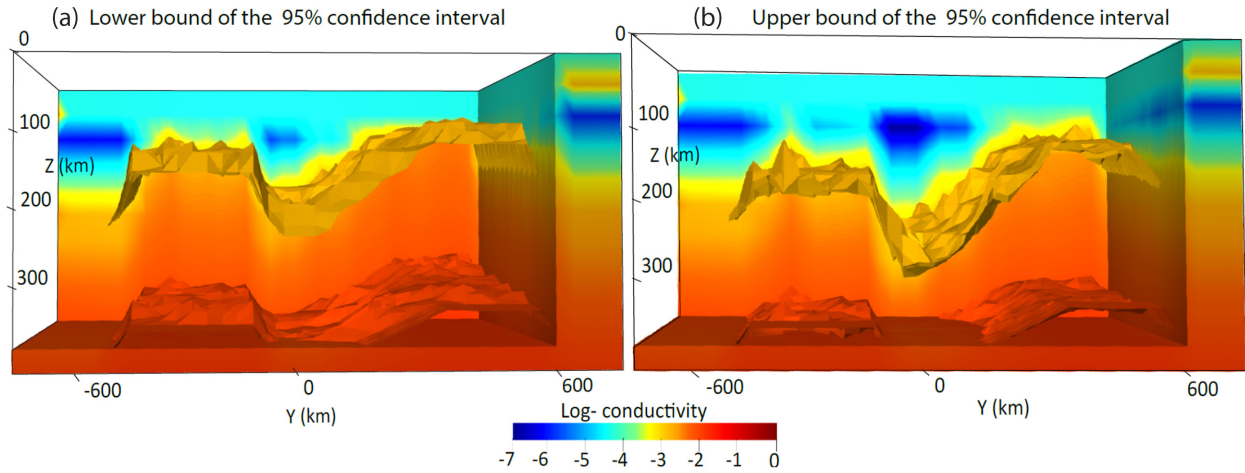 (a) Lower bound of the 95% confidence interval
(b) Upper bound of the 95% confidence interval
0
100
Z (km)
200
300
-600
0
600
Y (km)
0
100
Z (km)
200
300
-600
0
600
Y (km)
Log- conductivity
-7 -6 -5 -4 -3 -2 -1 0